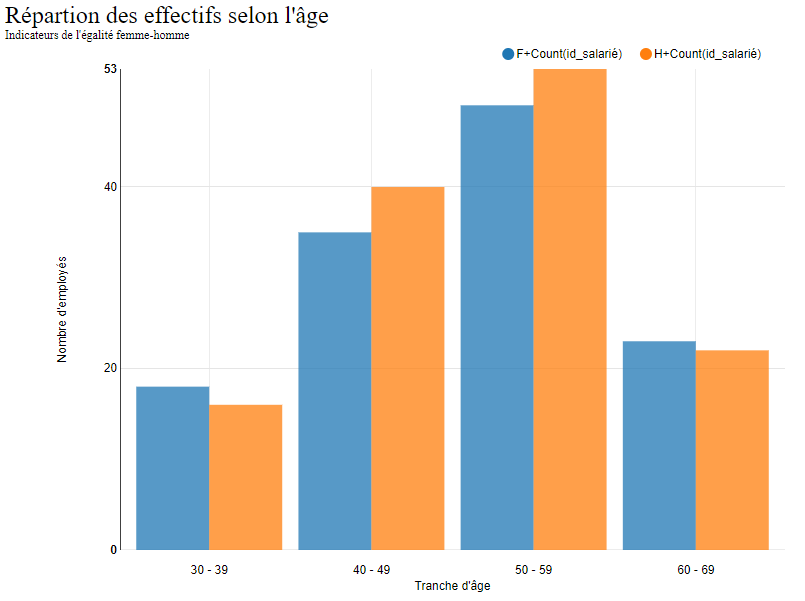 Répartion des effectifs selon l'âge
Indicateurs de l'égalité femme-homme
F+Count(id_salarié) H+Count(id_salarié)
53
40
20
0
Nombre d'employés
30 - 39 40 - 49 50 - 59 60 - 69
Tranche d'âge